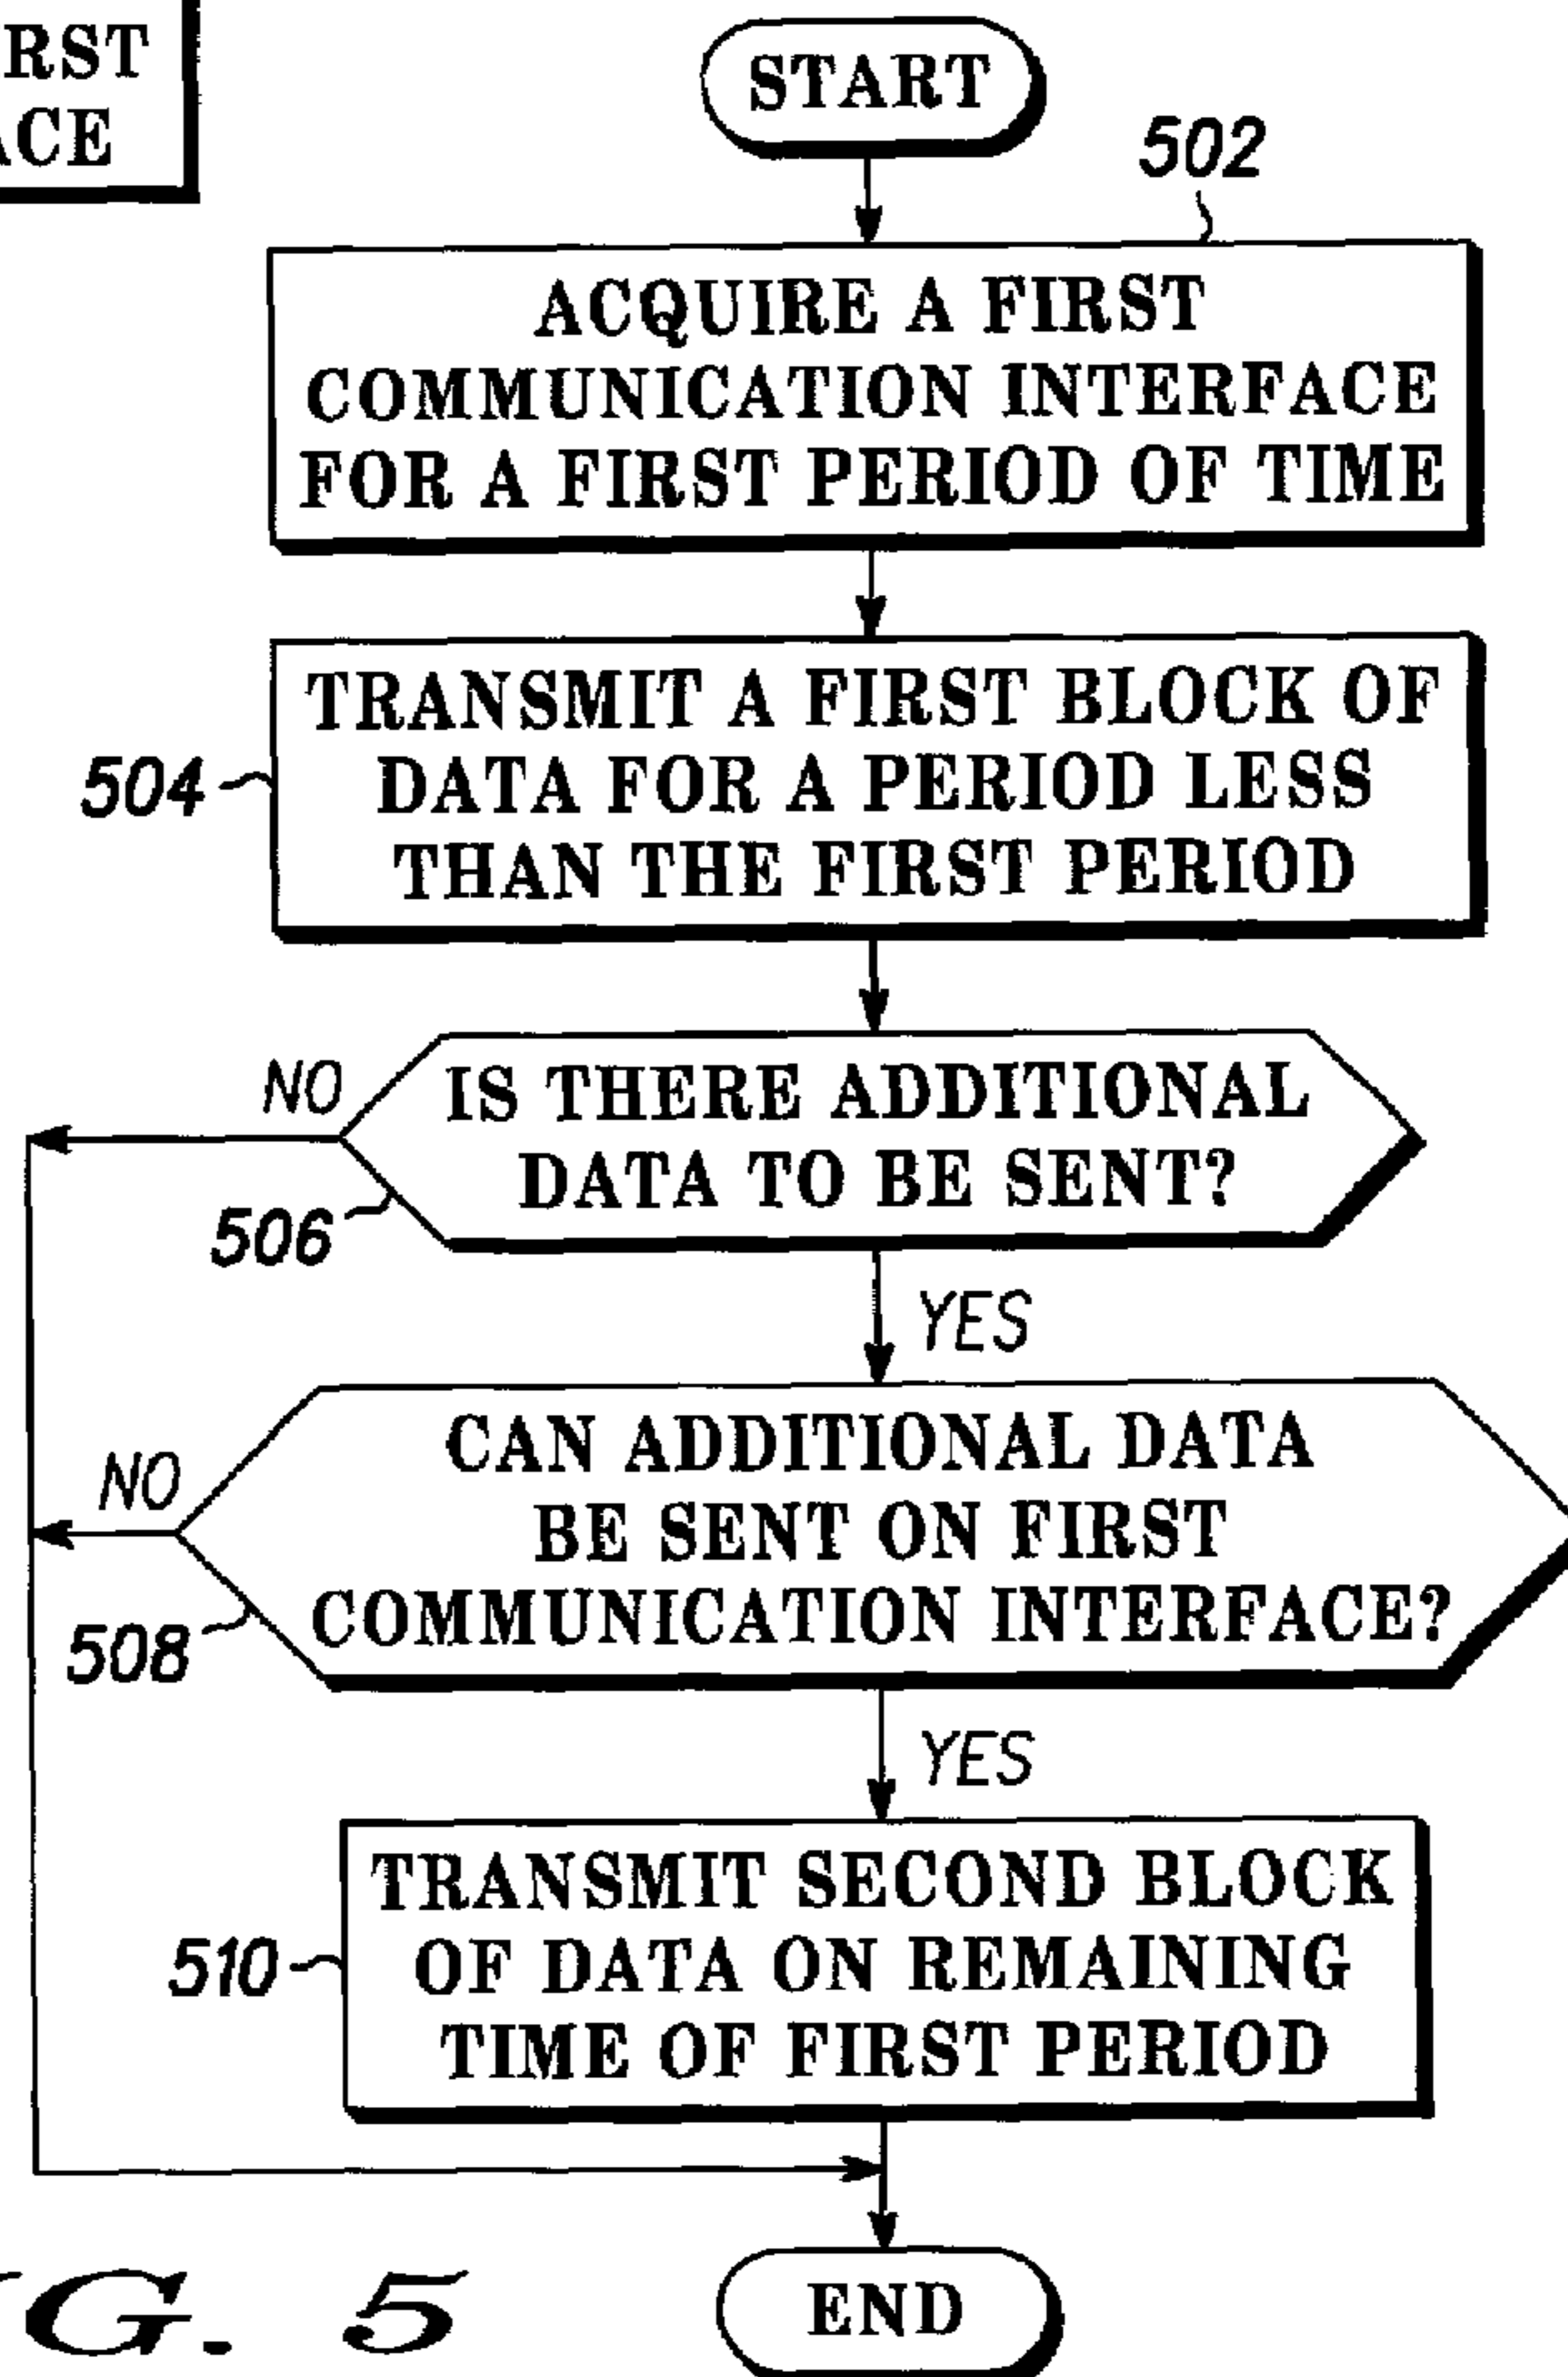 RST
ACE
START
502
ACQUIRE A FIRST
COMMUNICATION INTERFACE
FOR A FIRST PERIOD OF TIME
504
TRANSMIT A FIRST BLOCK OF
DATA FOR A PERIOD LESS
THAN THE FIRST PERIOD
NO
IS THERE ADDITIONAL
DATA TO BE SENT?
506
YES
CAN ADDITIONAL DATA
BE SENT ON FIRST
COMMUNICATION INTERFACE?
NO
508
YES
TRANSMIT SECOND BLOCK
OF DATA ON REMAINING
TIME OF FIRST PERIOD
510
END
G. 5